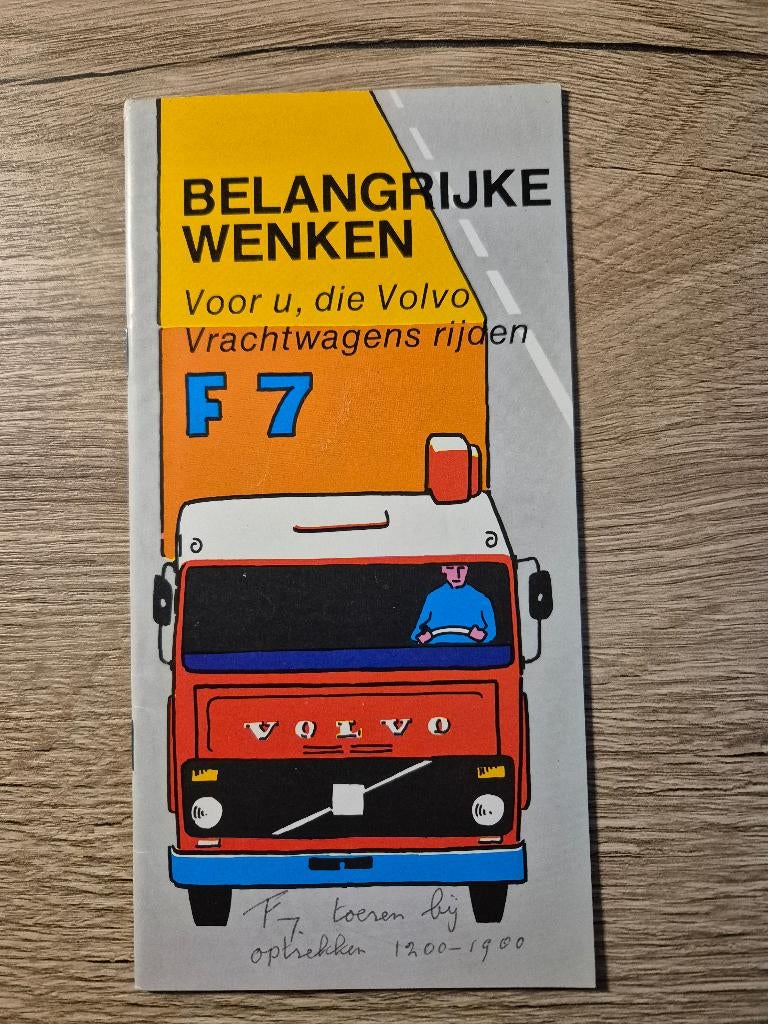 BELANGRIJKE
WENKEN
Voor u, die Volvo
Vrachtwagens rijden
F 7
VOLVO
F7 toeren bij
optrekken 1200-1900